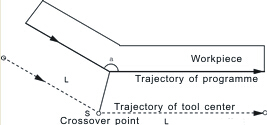 a
Workpiece
Trajectory of programme
L
S
Trajectory of tool center
Crossover point
L